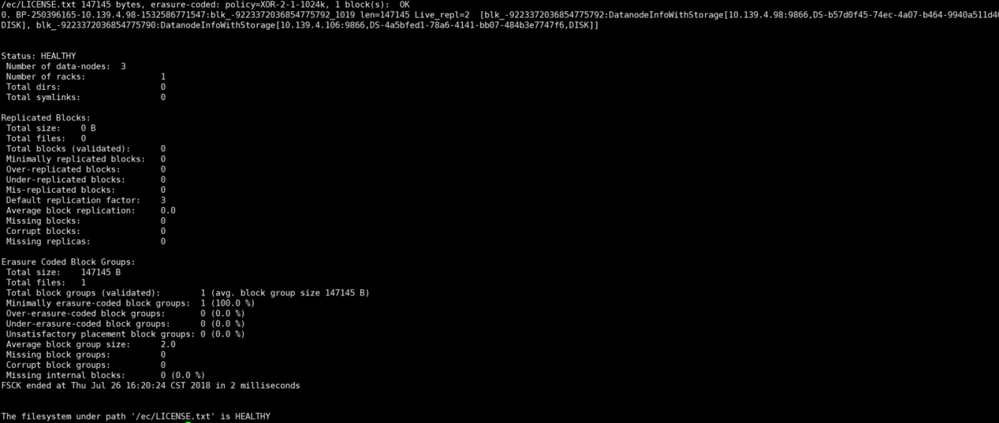 /ec/LICENSE.txt 147145 bytes, erasure-coded: policy=XOR-2-1-1024k, 1 block(s):  OK
0. BP-250396165-10.139.4.98-1532586771547:blk_-9223372036854775792_1019 len=147145 Live_repl=2  [blk_-9223372036854775792:DatanodeInfoWithStorage[10.139.4.98:9866,DS-b57d0f45-74ec-4a07-b464-9940a511d40
DISK], blk_-9223372036854775790:DatanodeInfoWithStorage[10.139.4.106:9866,DS-4a5bfed1-78a6-4141-bb07-484b3e7747f6,DISK]]
Status: HEALTHY
Number of data-nodes:  3
Number of racks:  1
Total dirs:  0
Total symlinks:  0
Replicated Blocks:
Total size:  0 B
Total files:  0
Total blocks (validated):  0
Minimally replicated blocks:  0
Over-replicated blocks:  0
Under-replicated blocks:  0
Mis-replicated blocks:  0
Default replication factor:  3
Average block replication:  0.0
Missing blocks:  0
Corrupt blocks:  0
Missing replicas:  0
Erasure Coded Block Groups:
Total size:  147145 B
Total files:  1
Total block groups (validated):  1 (avg. block group size 147145 B)
Minimally erasure-coded block groups:  1 (100.0 %)
Over-erasure-coded block groups:  0 (0.0 %)
Under-erasure-coded block groups:  0 (0.0 %)
Unsatisfactory placement block groups: 0 (0.0 %)
Average block group size:  2.0
Missing block groups:  0
Corrupt block groups:  0
Missing internal blocks:  0 (0.0 %)
FSCK ended at Thu Jul 26 16:20:24 CST 2018 in 2 milliseconds
The filesystem under path '/ec/LICENSE.txt' is HEALTHY